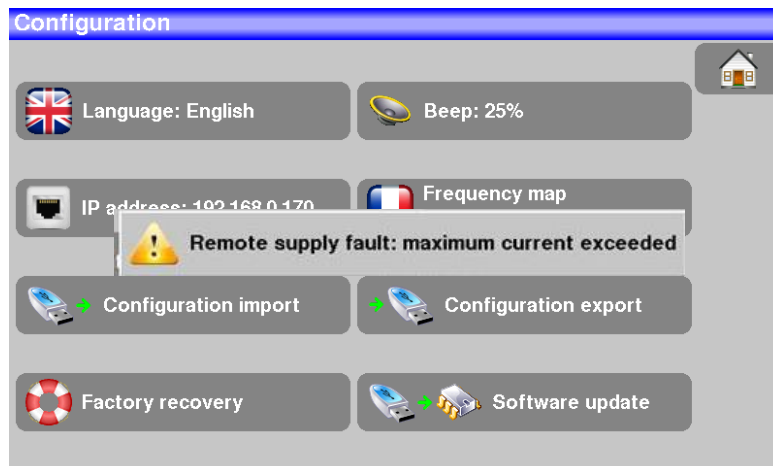 Configuration
Language: English
Beep: 25%
IP address: 192.168.0.170
Frequency map
Remote supply fault: maximum current exceeded
Configuration import
Configuration export
Factory recovery
Software update